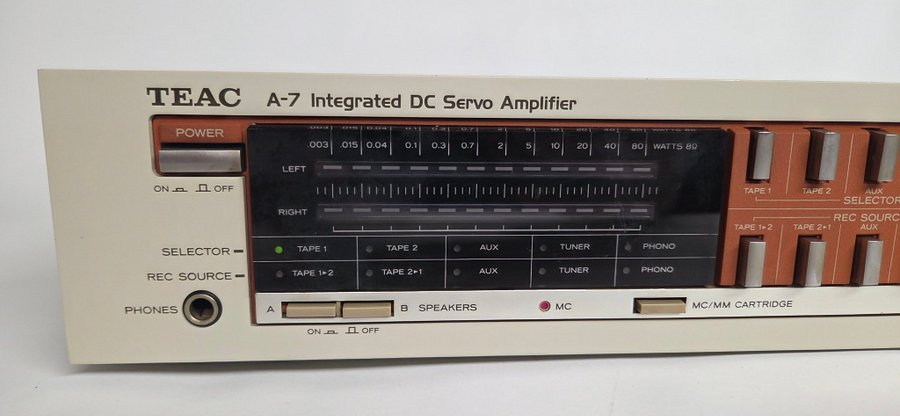 TEAC A-7 Integrated DC Servo Amplifier
POWER
ON OFF
.003 .015 0.04 0.1 0.3 0.7 2 5 10 20 40 80 WATTS 8Ω
LEFT
RIGHT
TAPE 1 TAPE 2 AUX
SELECTOR
REC SOURCE
TAPE 1▸2 TAPE 2▸1 AUX
SELECTOR TAPE 1 TAPE 2 AUX TUNER PHONO
REC SOURCE TAPE 1▸2 TAPE 2▸1 AUX TUNER PHONO
PHONES A B SPEAKERS MC MC/MM CARTRIDGE
ON OFF